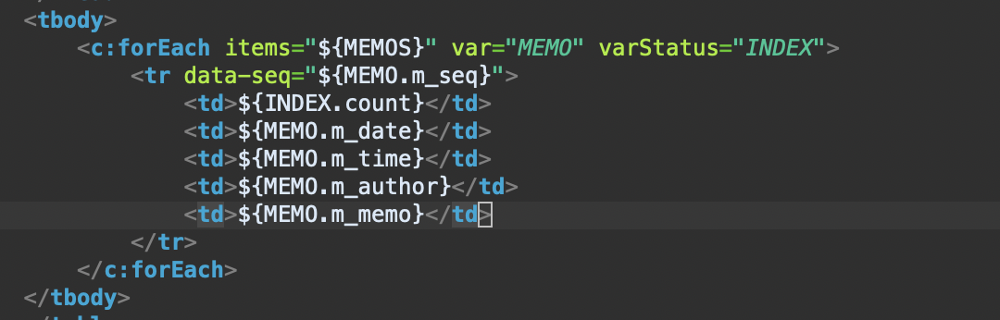 <tbody>
<c:forEach items="${MEMOS}" var="MEMO" varStatus="INDEX">
<tr data-seq="${MEMO.m_seq}">
<td>${INDEX.count}</td>
<td>${MEMO.m_date}</td>
<td>${MEMO.m_time}</td>
<td>${MEMO.m_author}</td>
<td>${MEMO.m_memo}</td>
</tr>
</c:forEach>
</tbody>